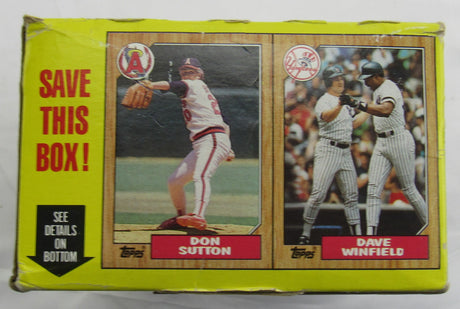 SAVE
THIS
BOX!
SEE
DETAILS
ON
BOTTOM
A
topps
DON
SUTTON
topps
DAVE
WINFIELD